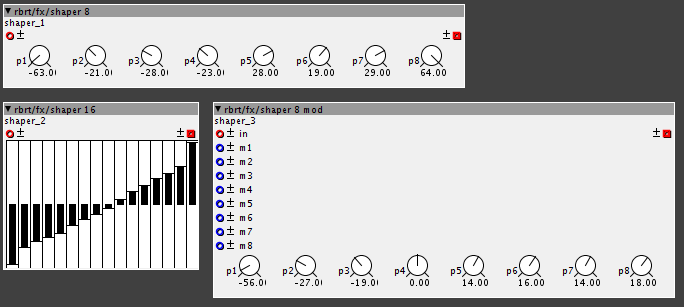 rbrt/fx/shaper 8
shaper_1
p1 p2 p3 p4 p5 p6 p7 p8
-63.00 -21.00 -28.00 -23.00 28.00 19.00 29.00 64.00
rbrt/fx/shaper 16
shaper_2
rbrt/fx/shaper 8 mod
shaper_3
± in
± m1
± m2
± m3
± m4
± m5
± m6
± m7
± m8
p1 p2 p3 p4 p5 p6 p7 p8
-56.00 -27.00 -19.00 0.00 14.00 16.00 14.00 18.00